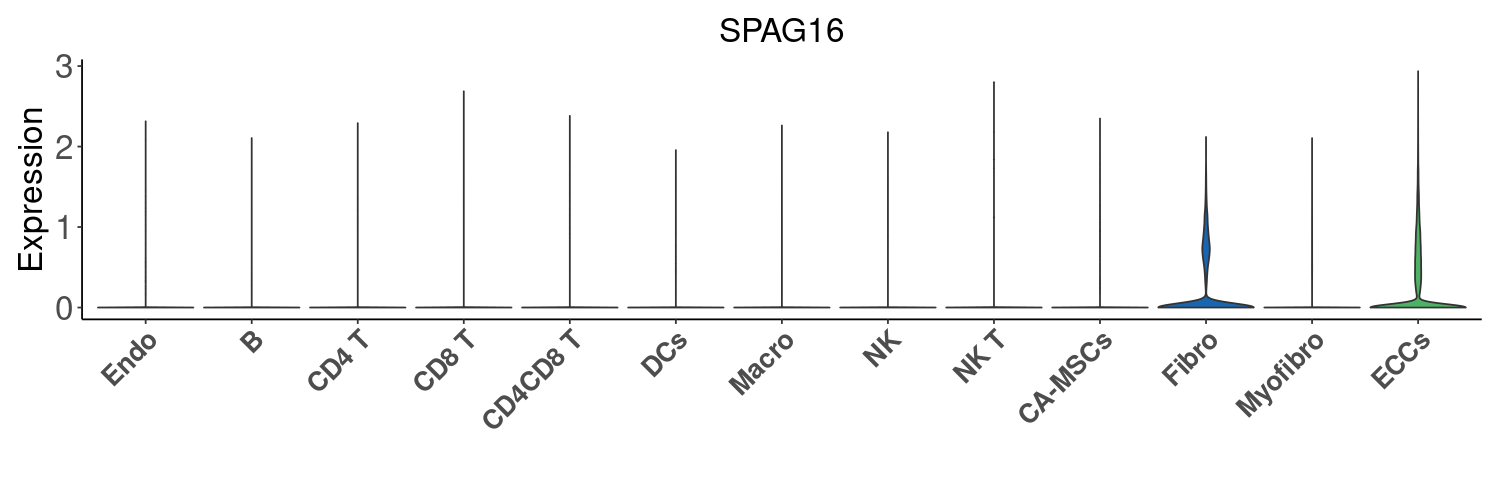 SPAG16
Expression
3
2
1
0
Endo
B
CD4 T
CD8 T
CD4CD8 T
DCs
Macro
NK
NK T
CA-MSCs
Fibro
Myofibro
ECCs